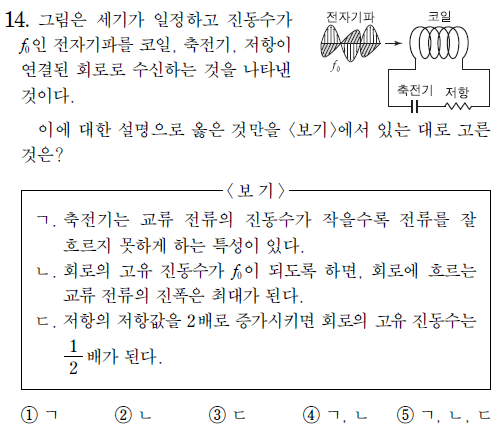 14. 그림은 세기가 일정하고 진동수가
f₀인 전자기파를 코일, 축전기, 저항이
연결된 회로로 수신하는 것을 나타낸
것이다.
전자기파
코일
f₀
축전기
저항
이에 대한 설명으로 옳은 것만을 <보기>에서 있는 대로 고른
것은?
<보 기>
ㄱ. 축전기는 교류 전류의 진동수가 작을수록 전류를 잘
흐르지 못하게 하는 특성이 있다.
ㄴ. 회로의 고유 진동수가 f₀이 되도록 하면, 회로에 흐르는
교류 전류의 진폭은 최대가 된다.
ㄷ. 저항의 저항값을 2배로 증가시키면 회로의 고유 진동수는
1/2 배가 된다.
① ㄱ ② ㄴ ③ ㄷ ④ ㄱ, ㄴ ⑤ ㄱ, ㄴ, ㄷ